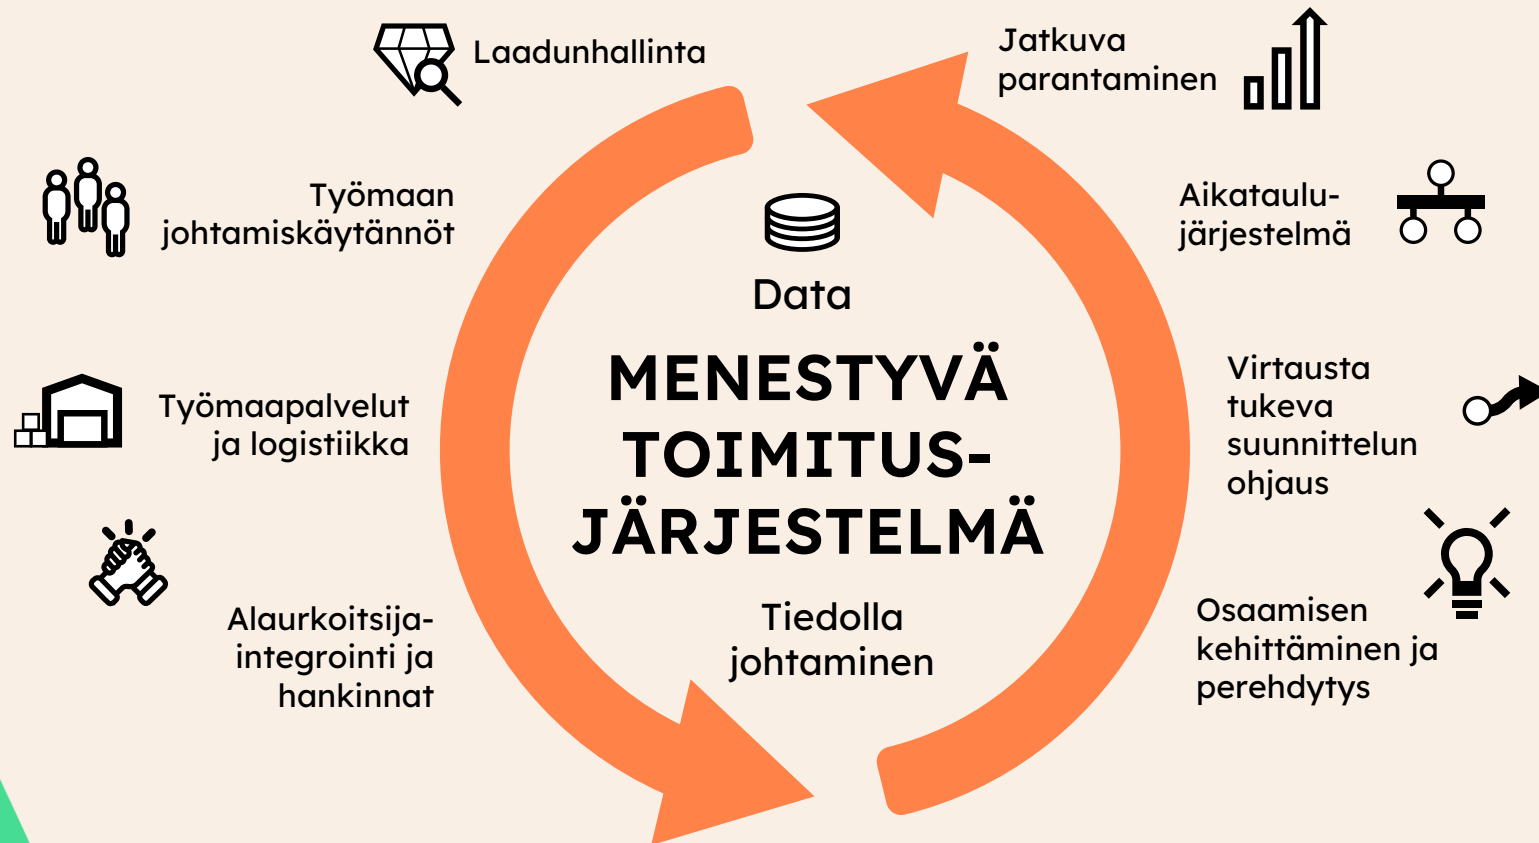 Laadunhallinta
Jatkuva
parantaminen
Työmaan
johtamiskäytännöt
Aikataulu-
järjestelmä
Data
MENESTYVÄ
TOIMITUS-
JÄRJESTELMÄ
Työmaapalvelut
ja logistiikka
Virtausta
tukeva
suunnittelun
ohjaus
Alaurkoitsija-
integrointi ja
hankinnat
Tiedolla
johtaminen
Osaamisen
kehittäminen ja
perehdytys